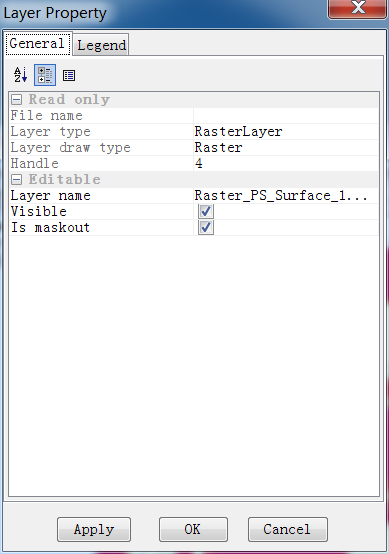 Layer Property
General Legend
Read only
File name
Layer type RasterLayer
Layer draw type Raster
Handle 4
Editable
Layer name Raster_PS_Surface_1...
Visible
Is maskout
Apply OK Cancel